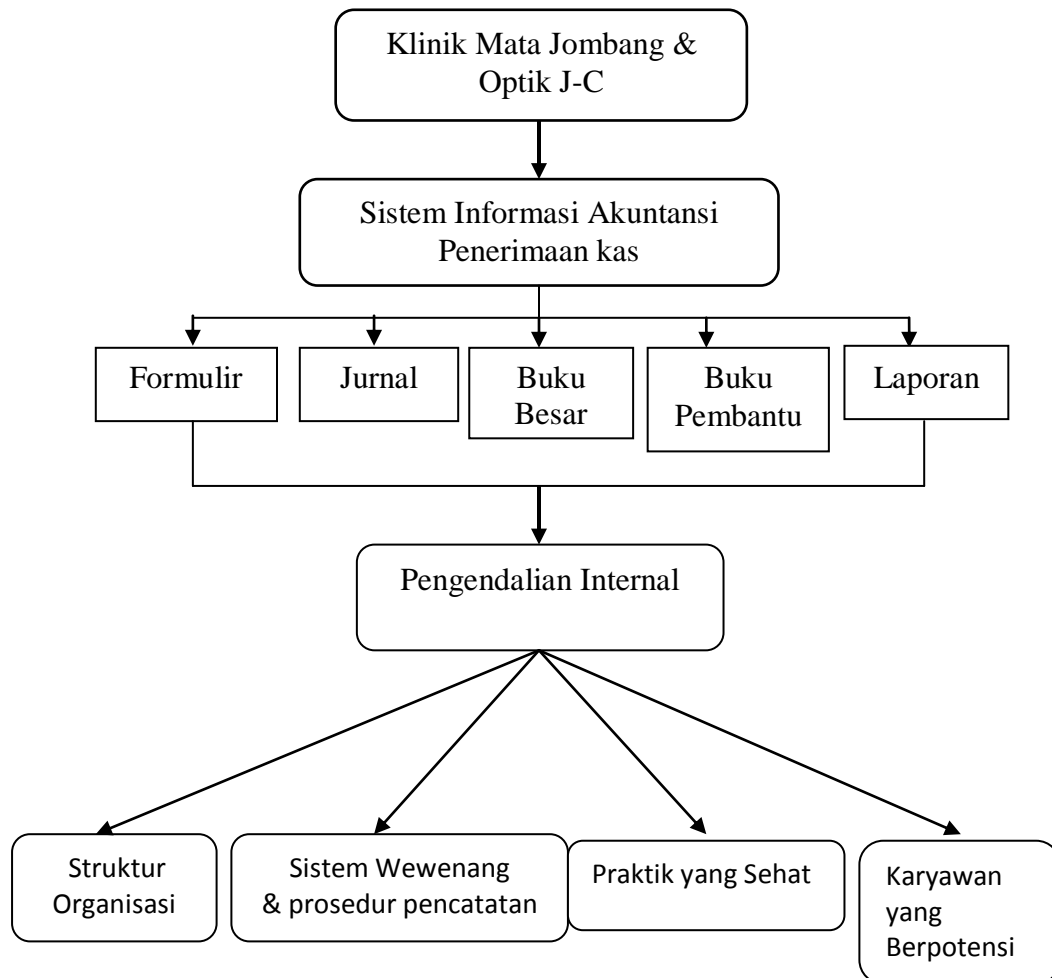 Klinik Mata Jombang &
Optik J-C
Sistem Informasi Akuntansi
Penerimaan kas
Formulir
Jurnal
Buku
Besar
Buku
Pembantu
Laporan
Pengendalian Internal
Struktur
Organisasi
Sistem Wewenang
& prosedur pencatatan
Praktik yang Sehat
Karyawan
yang
Berpotensi